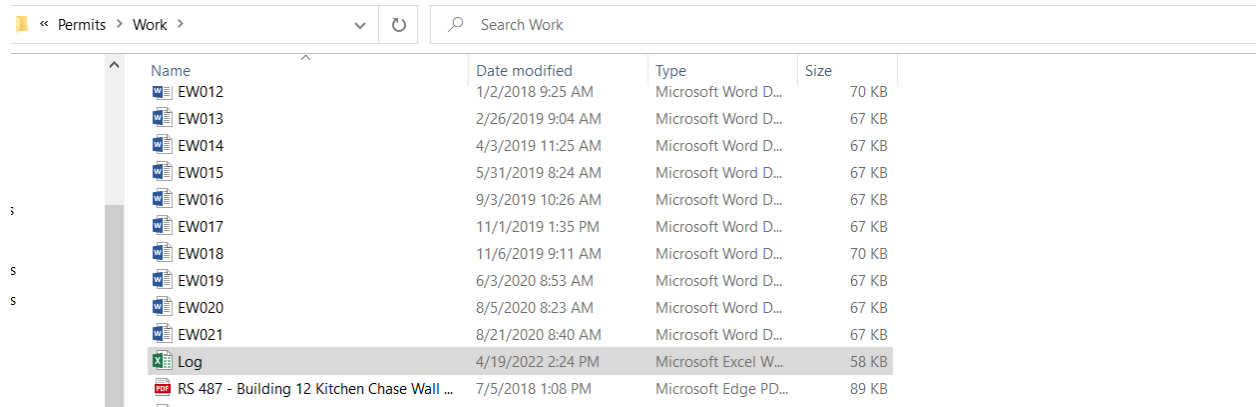 « Permits > Work > Search Work
Name Date modified Type Size
EW012 1/2/2018 9:25 AM Microsoft Word D... 70 KB
EW013 2/26/2019 9:04 AM Microsoft Word D... 67 KB
EW014 4/3/2019 11:25 AM Microsoft Word D... 67 KB
EW015 5/31/2019 8:24 AM Microsoft Word D... 67 KB
EW016 9/3/2019 10:26 AM Microsoft Word D... 67 KB
EW017 11/1/2019 1:35 PM Microsoft Word D... 67 KB
EW018 11/6/2019 9:11 AM Microsoft Word D... 70 KB
EW019 6/3/2020 8:53 AM Microsoft Word D... 67 KB
EW020 8/5/2020 8:23 AM Microsoft Word D... 67 KB
EW021 8/21/2020 8:40 AM Microsoft Word D... 67 KB
Log 4/19/2022 2:24 PM Microsoft Excel W... 58 KB
PDF RS 487 - Building 12 Kitchen Chase Wall ... 7/5/2018 1:08 PM Microsoft Edge PD... 89 KB